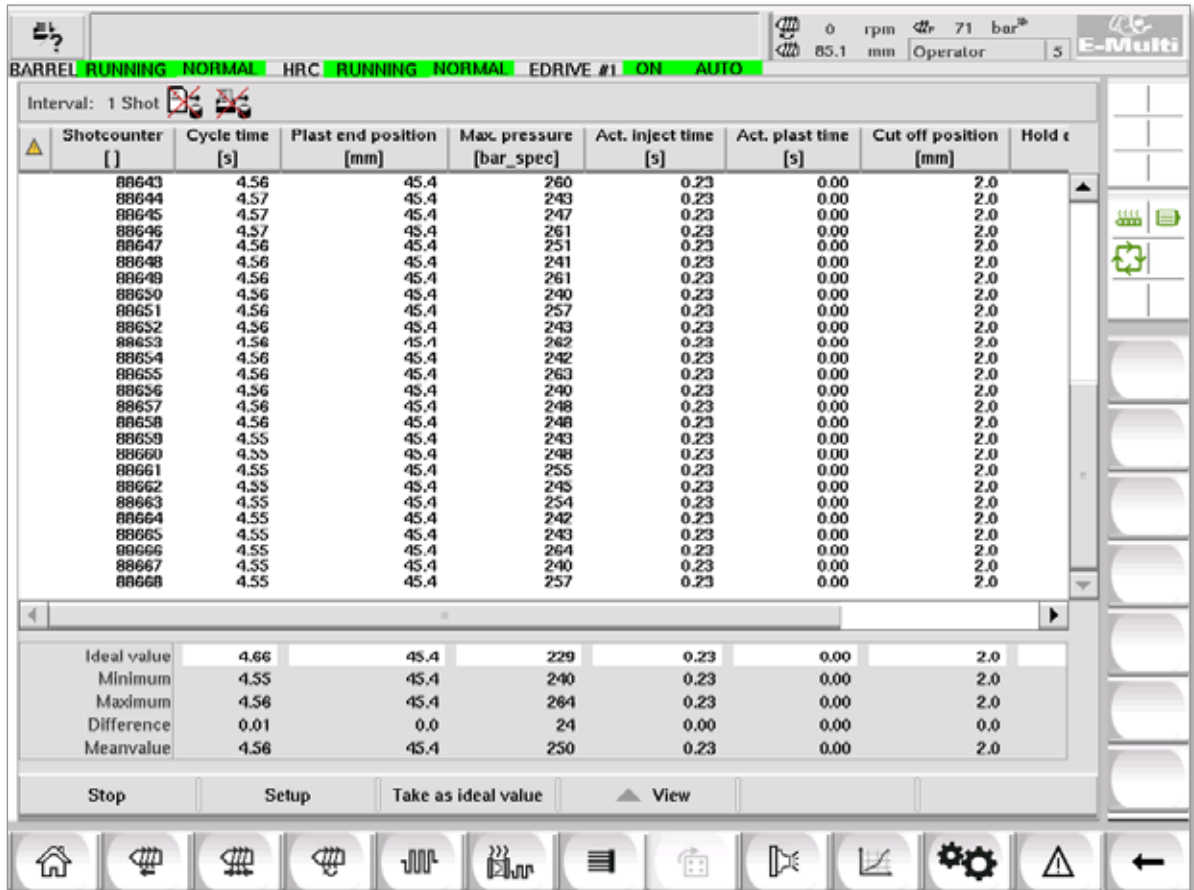 0 rpm 71 bar
E-Multi
85.1 mm Operator 5
BARREL RUNNING NORMAL HRC RUNNING NORMAL EDRIVE #1 ON AUTO
Interval: 1 Shot
Shotcounter Cycle time Plast end position Max. pressure Act. inject time Act. plast time Cut off position Hold
[ ] [s] [mm] [bar_spec] [s] [s] [mm]
88643 4.56 45.4 260 0.23 0.00 2.0
88644 4.57 45.4 243 0.23 0.00 2.0
88645 4.57 45.4 247 0.23 0.00 2.0
88646 4.57 45.4 261 0.23 0.00 2.0
88647 4.56 45.4 251 0.23 0.00 2.0
88648 4.56 45.4 241 0.23 0.00 2.0
88649 4.56 45.4 261 0.23 0.00 2.0
88650 4.56 45.4 240 0.23 0.00 2.0
88651 4.56 45.4 257 0.23 0.00 2.0
88652 4.56 45.4 243 0.23 0.00 2.0
88653 4.56 45.4 262 0.23 0.00 2.0
88654 4.56 45.4 242 0.23 0.00 2.0
88655 4.56 45.4 263 0.23 0.00 2.0
88656 4.56 45.4 240 0.23 0.00 2.0
88657 4.56 45.4 248 0.23 0.00 2.0
88658 4.56 45.4 248 0.23 0.00 2.0
88659 4.55 45.4 243 0.23 0.00 2.0
88660 4.55 45.4 248 0.23 0.00 2.0
88661 4.55 45.4 255 0.23 0.00 2.0
88662 4.55 45.4 245 0.23 0.00 2.0
88663 4.55 45.4 254 0.23 0.00 2.0
88664 4.55 45.4 242 0.23 0.00 2.0
88665 4.55 45.4 243 0.23 0.00 2.0
88666 4.55 45.4 264 0.23 0.00 2.0
88667 4.55 45.4 240 0.23 0.00 2.0
88668 4.55 45.4 257 0.23 0.00 2.0
Ideal value 4.66 45.4 229 0.23 0.00 2.0
Minimum 4.55 45.4 240 0.23 0.00 2.0
Maximum 4.56 45.4 264 0.23 0.00 2.0
Difference 0.01 0.0 24 0.00 0.00 0.0
Meanvalue 4.56 45.4 250 0.23 0.00 2.0
Stop Setup Take as ideal value View